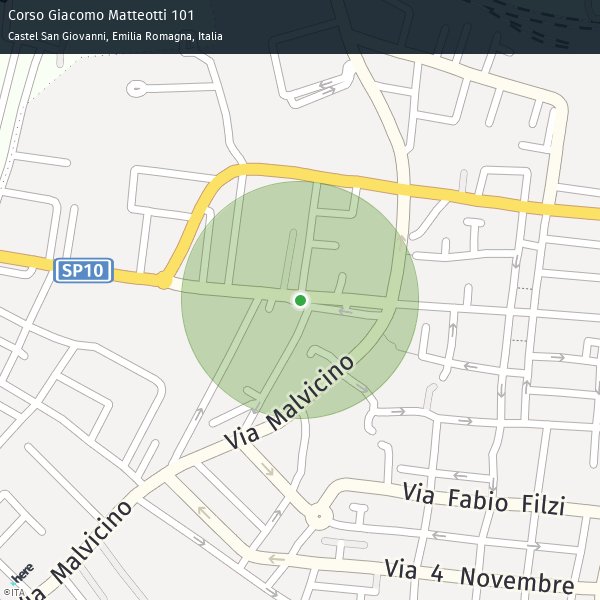 Corso Giacomo Matteotti 101
Castel San Giovanni, Emilia Romagna, Italia
SP10
Via Malvicino
Via Fabio Filzi
Via Malvicino
Via 4 Novembre
here
©ITA